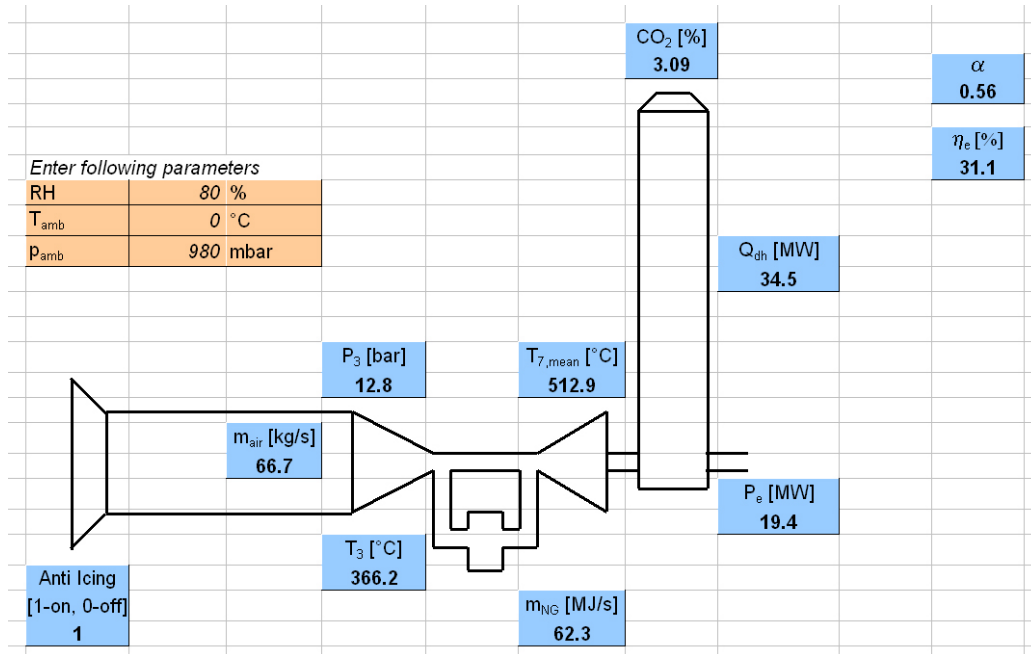 CO₂ [%]
3.09
α
0.56
ηₑ [%]
31.1
Enter following parameters
RH 80 %
Tamb 0 °C
pamb 980 mbar
Qdh [MW]
34.5
P₃ [bar]
12.8
T7,mean [°C]
512.9
mair [kg/s]
66.7
Pe [MW]
19.4
T₃ [°C]
366.2
Anti Icing
[1-on, 0-off]
1
mNG [MJ/s]
62.3